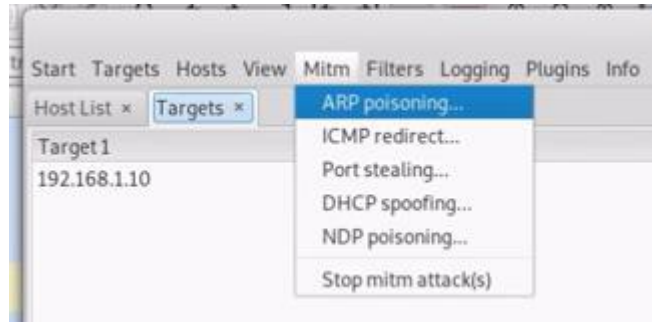 Start Targets Hosts View Mitm Filters Logging Plugins Info
Host List × Targets ×
Target 1
192.168.1.10
ARP poisoning...
ICMP redirect...
Port stealing...
DHCP spoofing...
NDP poisoning...
Stop mitm attack(s)